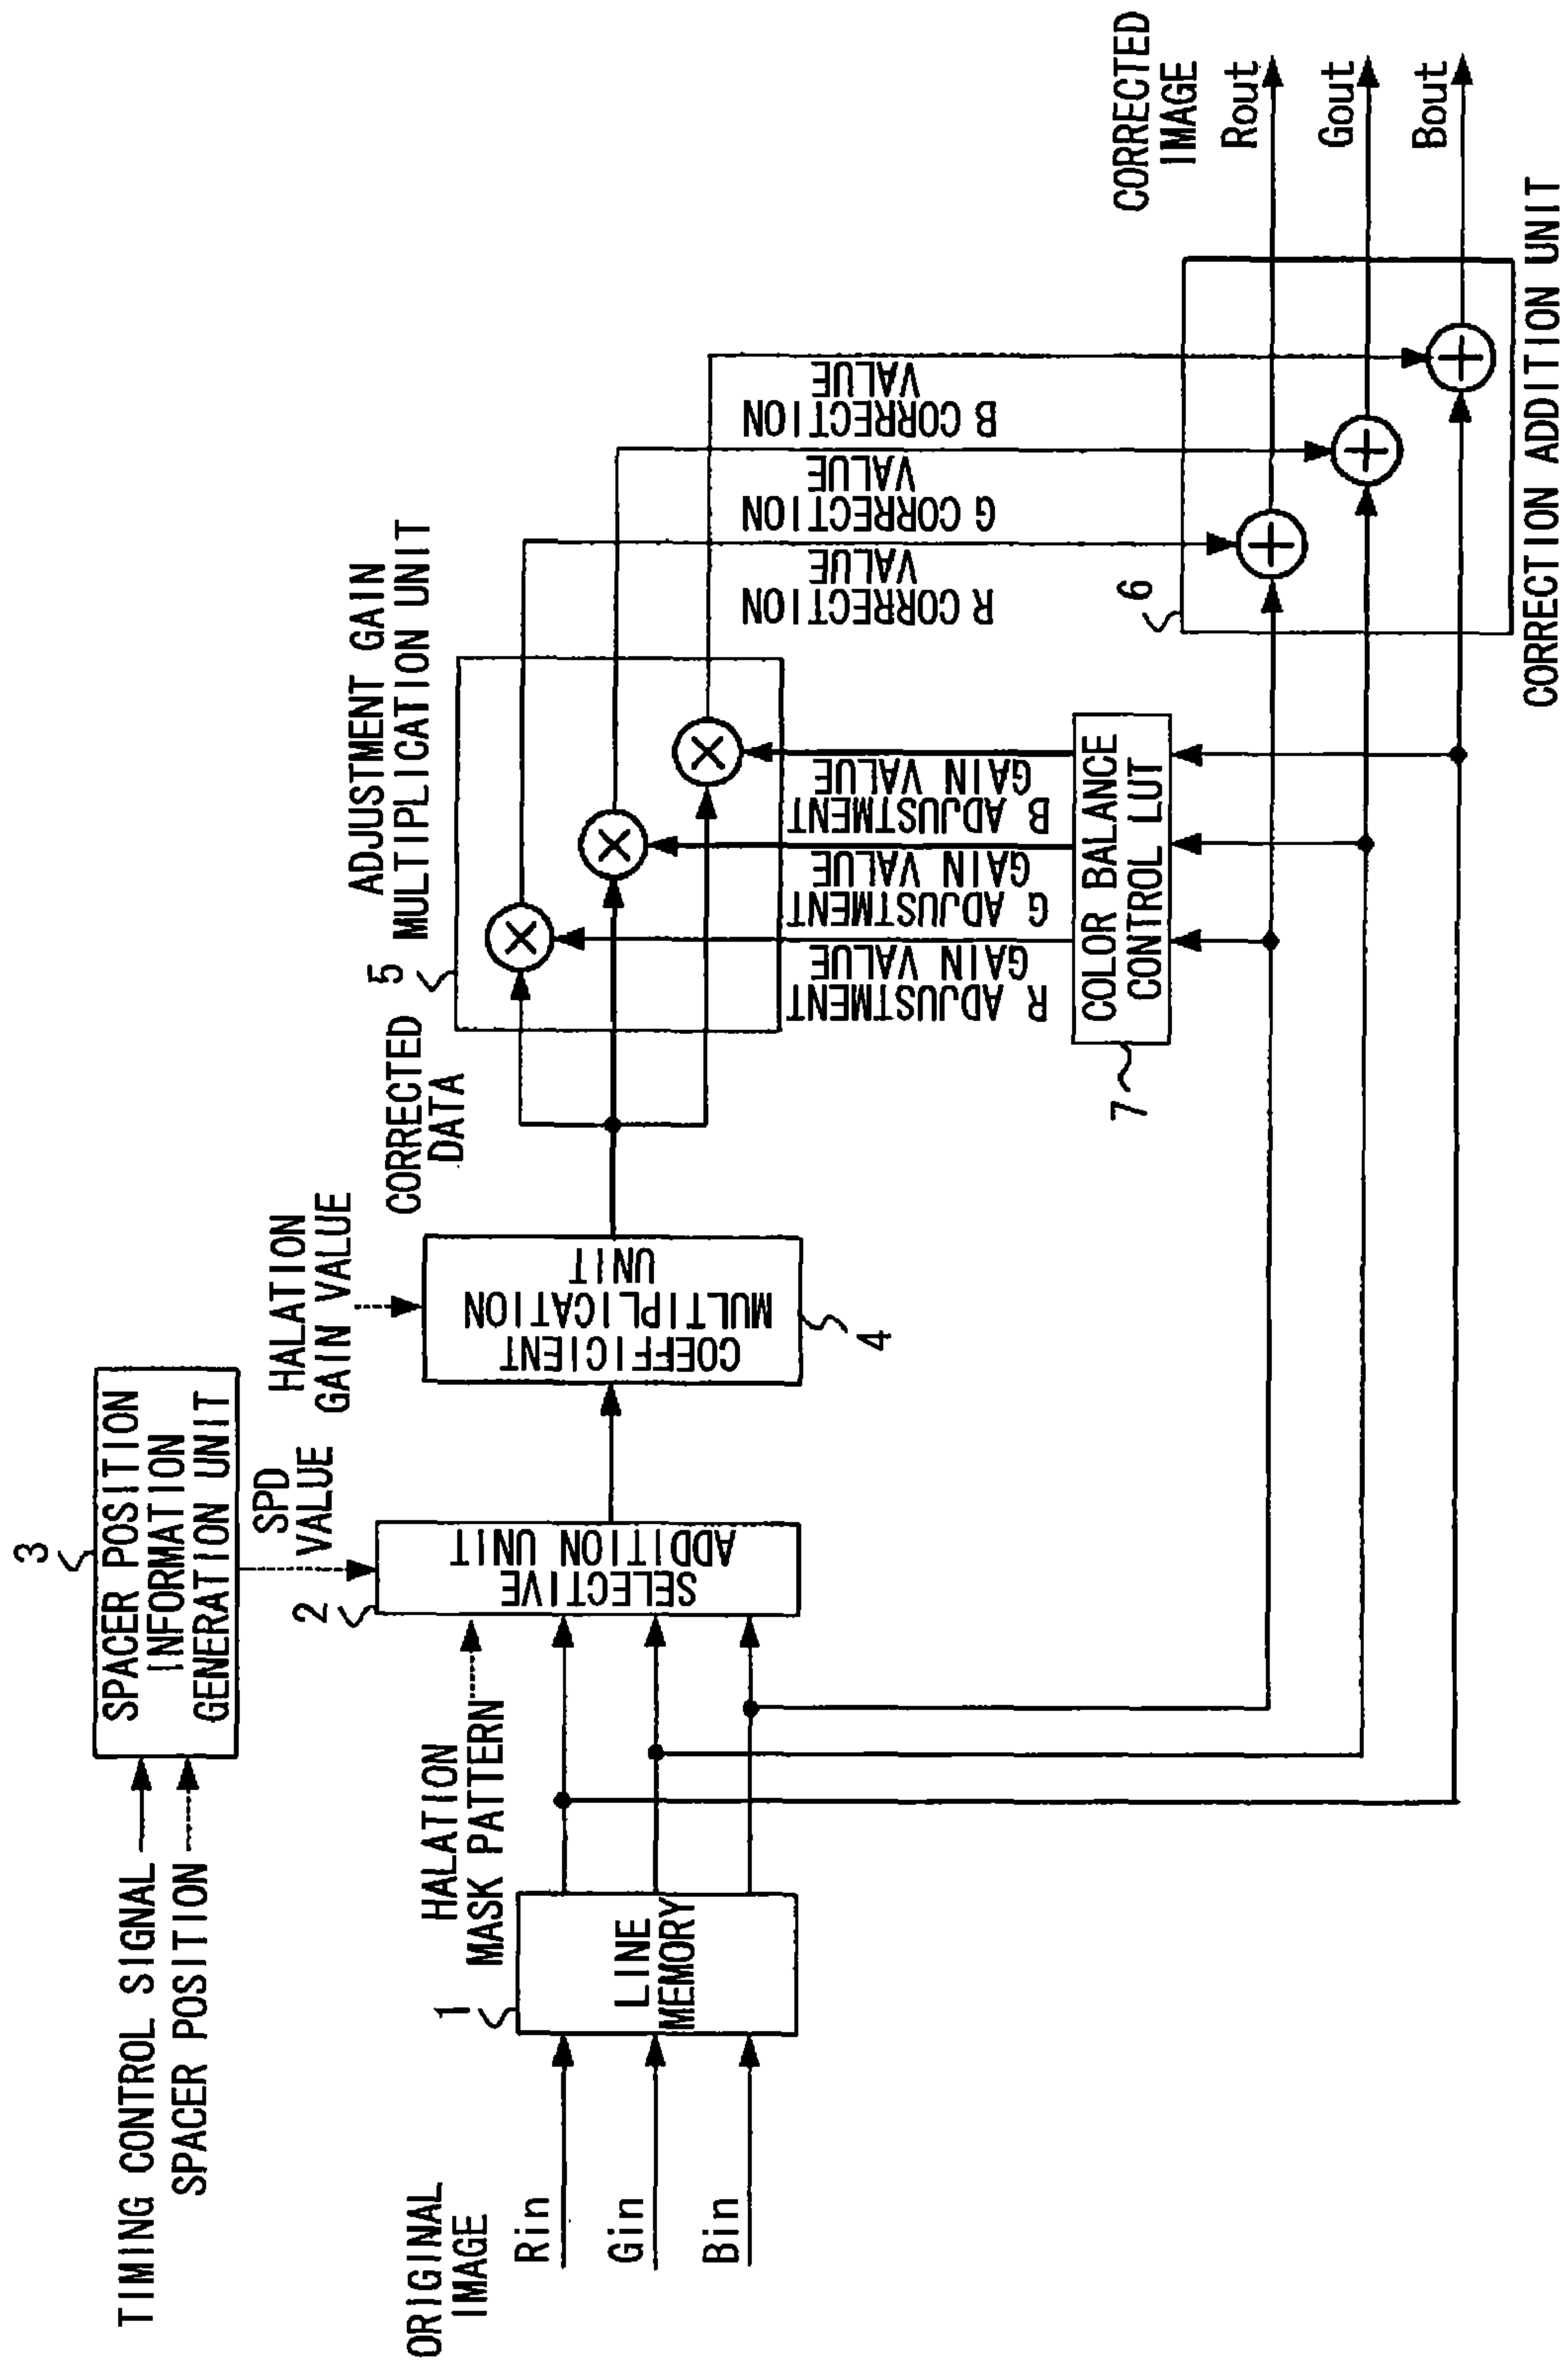 TIMING CONTROL SIGNAL
SPACER POSITION
3
SPACER POSITION
INFORMATION
GENERATION UNIT
SPD
VALUE
HALATION
GAIN VALUE
ORIGINAL
IMAGE
Rin
Gin
Bin
1
LINE
MEMORY
HALATION
MASK PATTERN
2
SELECTIVE
ADDITION UNIT
COEFFICIENT
MULTIPLICATION
UNIT
4
CORRECTED
DATA
5
ADJUSTMENT GAIN
MULTIPLICATION UNIT
R ADJUSTMENT
GAIN VALUE
G ADJUSTMENT
GAIN VALUE
B ADJUSTMENT
GAIN VALUE
7
COLOR BALANCE
CONTROL LUT
R CORRECTION
VALUE
G CORRECTION
VALUE
B CORRECTION
VALUE
6
CORRECTION ADDITION UNIT
CORRECTED
IMAGE
Rout
Gout
Bout